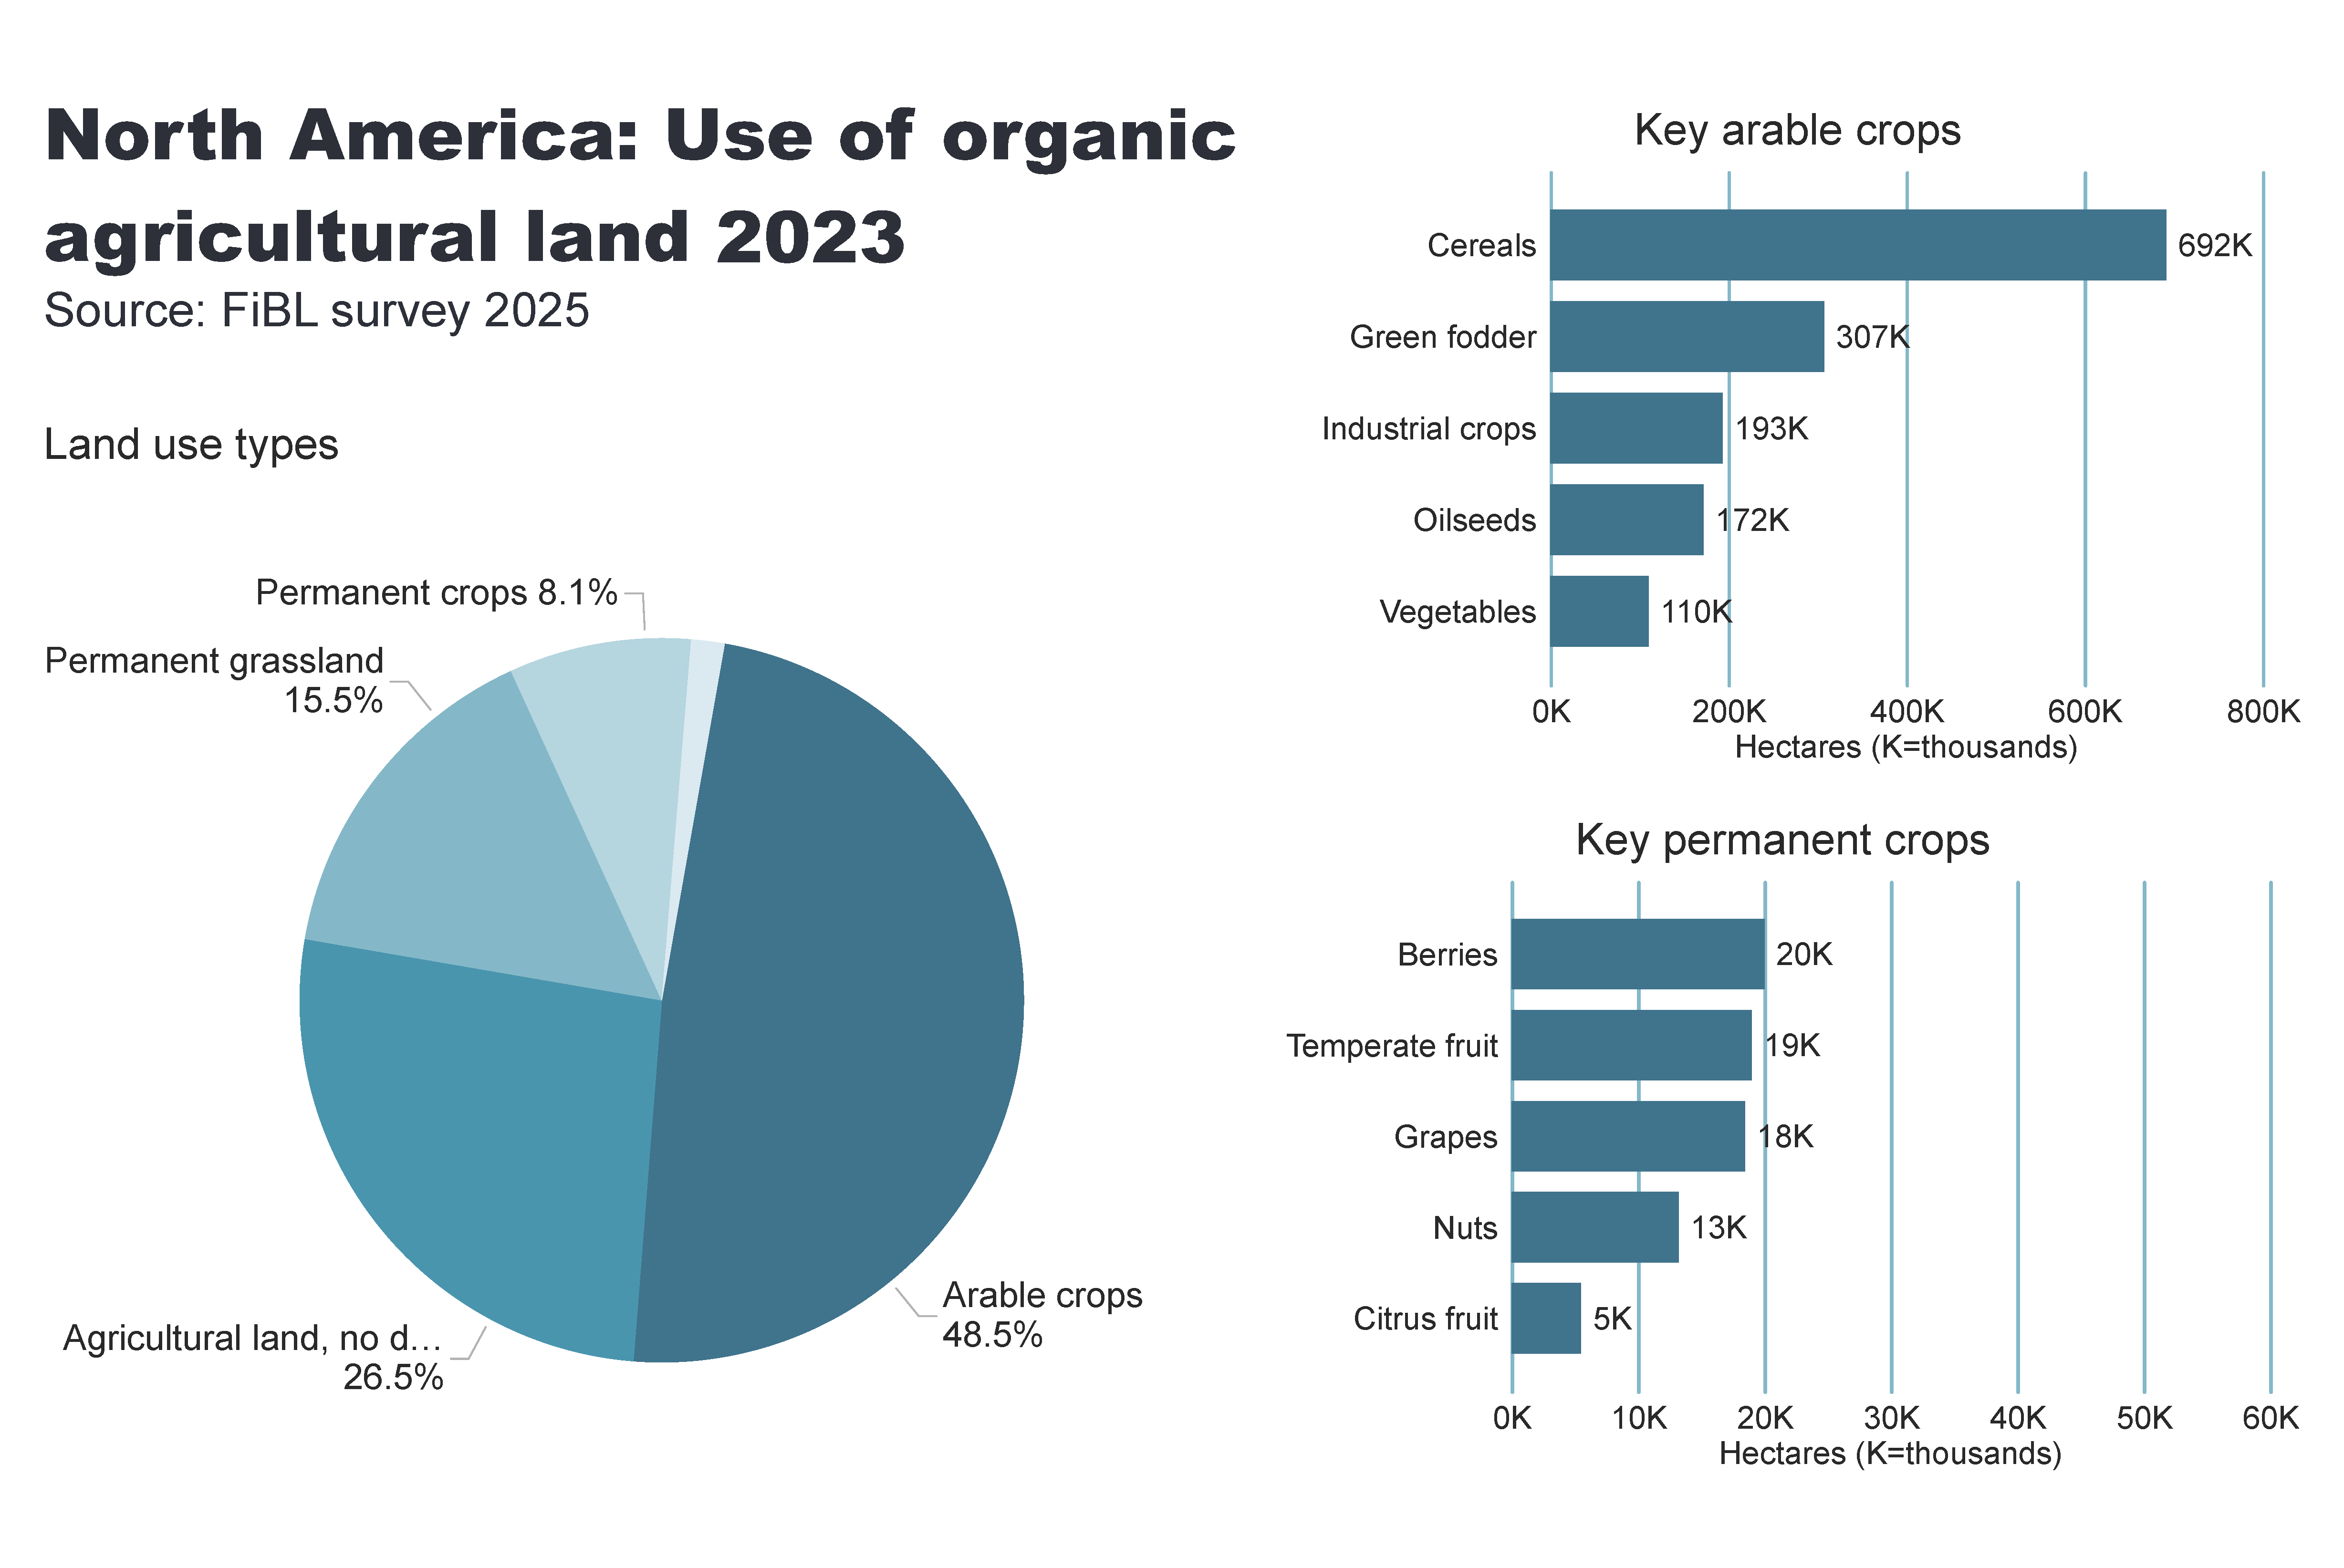 North America: Use of organic
agricultural land 2023
Source: FiBL survey 2025
Land use types
Permanent crops 8.1%
Permanent grassland
15.5%
Agricultural land, no d...
26.5%
Arable crops
48.5%
Key arable crops
Cereals 692K
Green fodder 307K
Industrial crops 193K
Oilseeds 172K
Vegetables 110K
0K 200K 400K 600K 800K
Hectares (K=thousands)
Key permanent crops
Berries 20K
Temperate fruit 19K
Grapes 18K
Nuts 13K
Citrus fruit 5K
0K 10K 20K 30K 40K 50K 60K
Hectares (K=thousands)